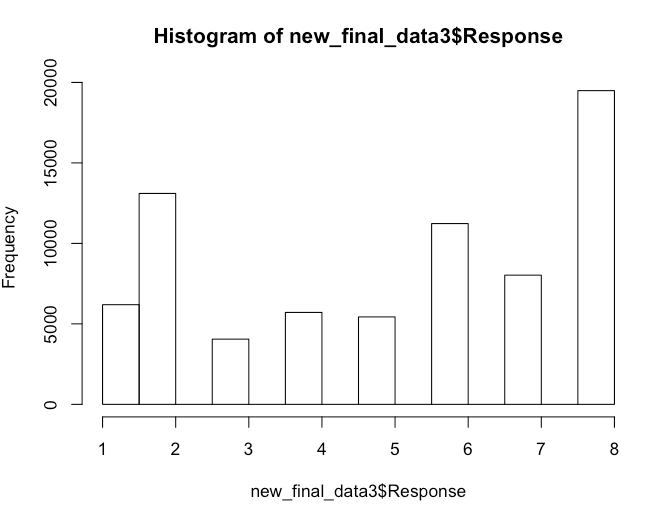 Histogram of new_final_data3$Response
Frequency
20000
15000
10000
5000
0
1 2 3 4 5 6 7 8
new_final_data3$Response